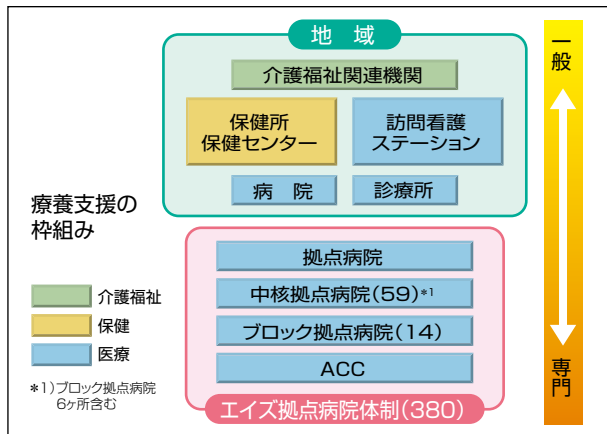 地 域
介護福祉関連機関
保健所
保健センター
訪問看護
ステーション
病 院
診療所
療養支援の
枠組み
介護福祉
保健
医療
*1)ブロック拠点病院
6ヶ所含む
拠点病院
中核拠点病院(59)*1
ブロック拠点病院(14)
ACC
エイズ拠点病院体制(380)
一般
専門